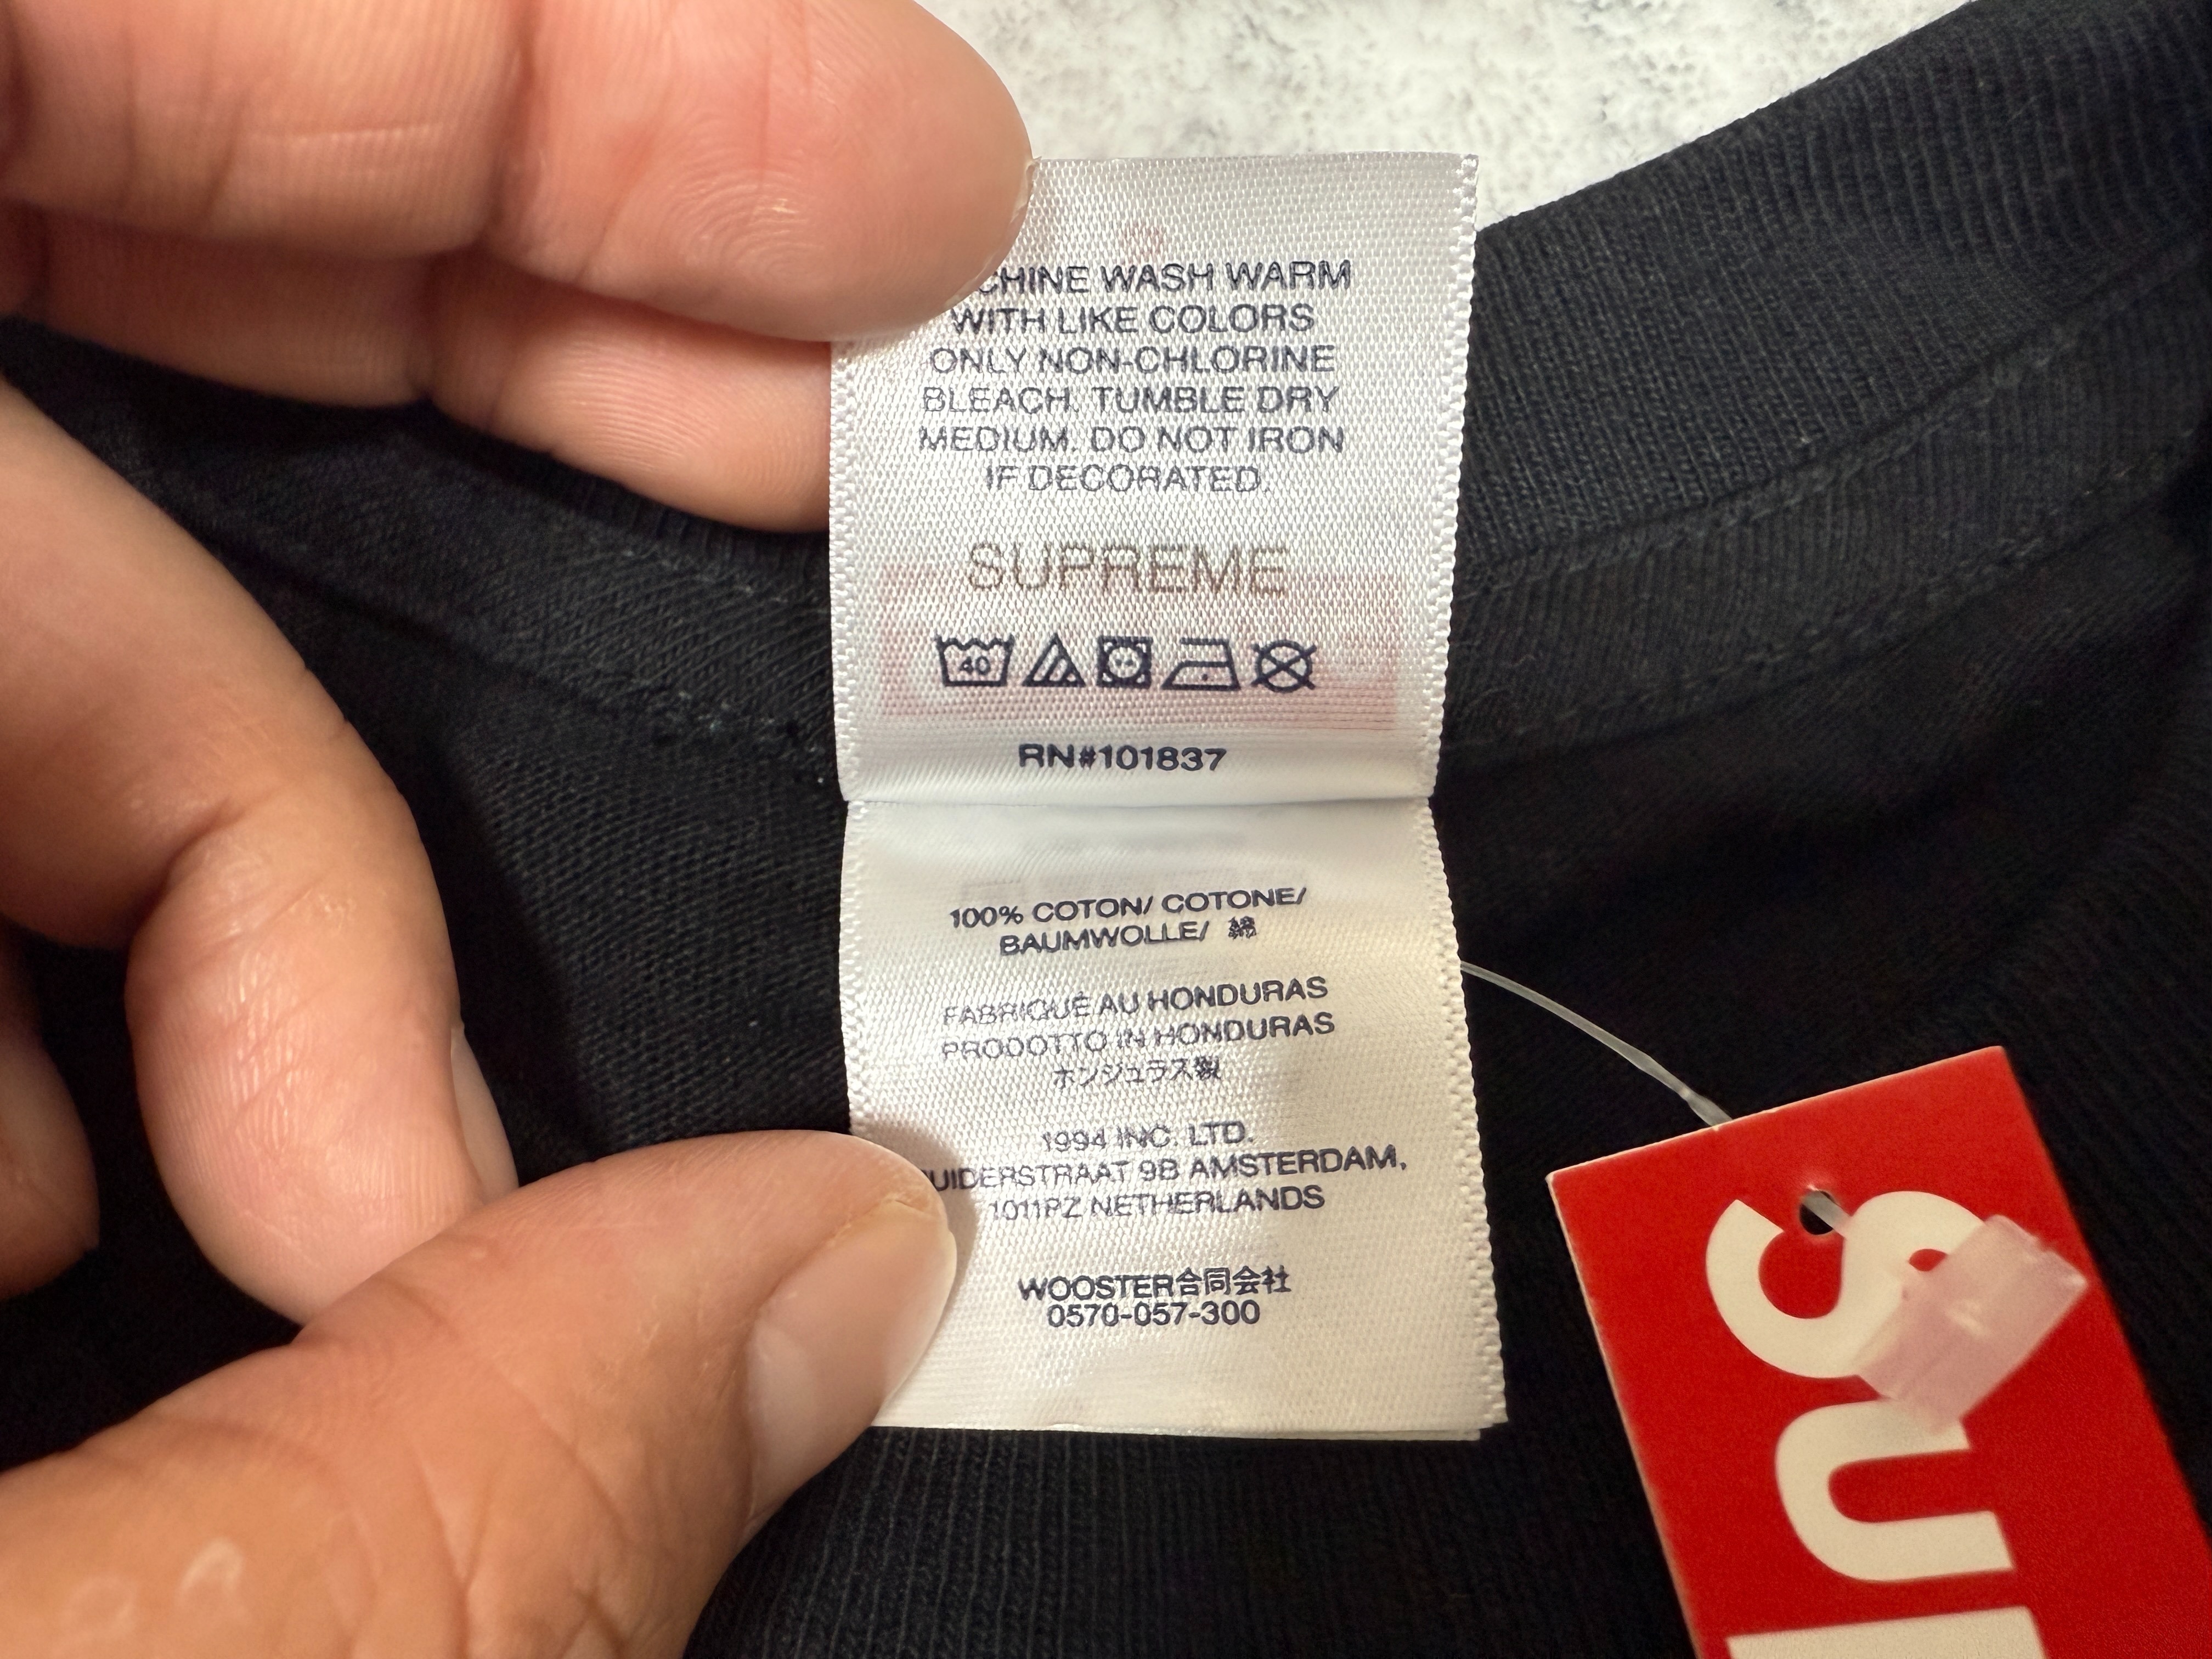 CHINE WASH WARM
WITH LIKE COLORS
ONLY NON-CHLORINE
BLEACH. TUMBLE DRY
MEDIUM. DO NOT IRON
IF DECORATED.
SUPREME
40
RN#101837
100% COTON/ COTONE/
BAUMWOLLE/ 綿
FABRIQUÉ AU HONDURAS
PRODOTTO IN HONDURAS
ホンジュラス製
1994 INC. LTD.
UIDERSTRAAT 9B AMSTERDAM,
1011PZ NETHERLANDS
WOOSTER合同会社
0570-057-300
Su